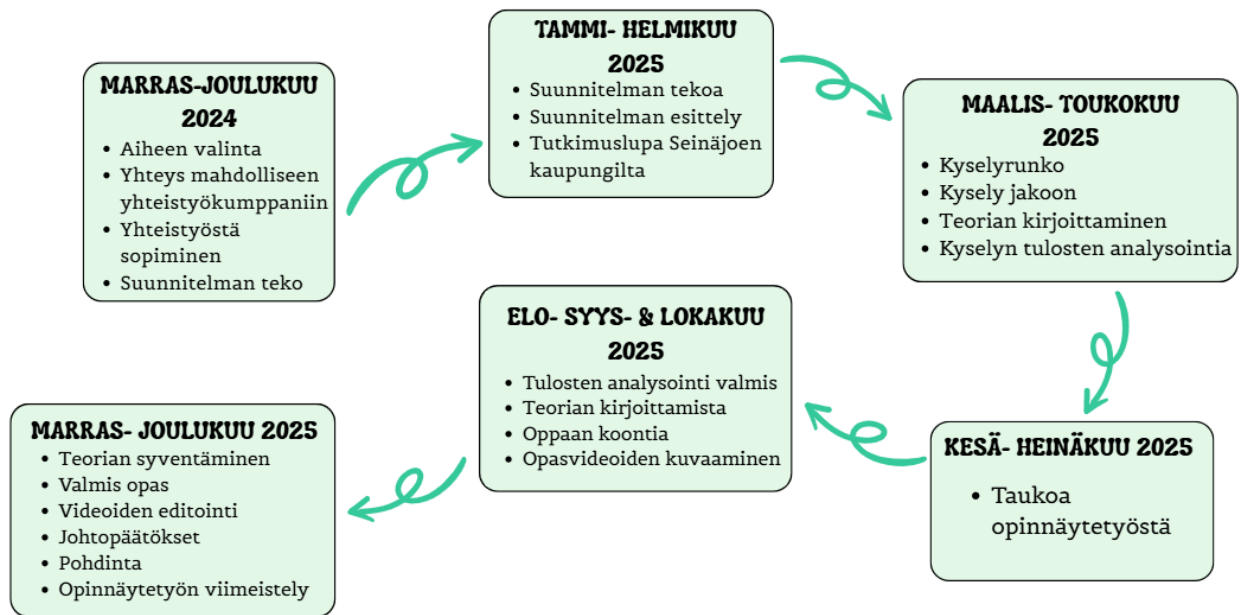 MARRAS-JOULUKUU
2024
• Aiheen valinta
• Yhteys mahdolliseen
yhteistyökumppaniin
• Yhteistyöstä
sopiminen
• Suunnitelman teko
TAMMI- HELMIKUU
2025
• Suunnitelman tekoa
• Suunnitelman esittely
• Tutkimuslupa Seinäjoen
kaupungilta
MAALIS- TOUKOKUU
2025
• Kyselyrunko
• Kysely jakoon
• Teorian kirjoittaminen
• Kyselyn tulosten analysointia
KESÄ- HEINÄKUU 2025
• Taukoa
opinnäytetyöstä
ELO- SYYS- & LOKAKUU
2025
• Tulosten analysointi valmis
• Teorian kirjoittamista
• Oppaan koontia
• Opasvideoiden kuvaaminen
MARRAS- JOULUKUU 2025
• Teorian syventäminen
• Valmis opas
• Videoiden editointi
• Johtopäätökset
• Pohdinta
• Opinnäytetyön viimeistely